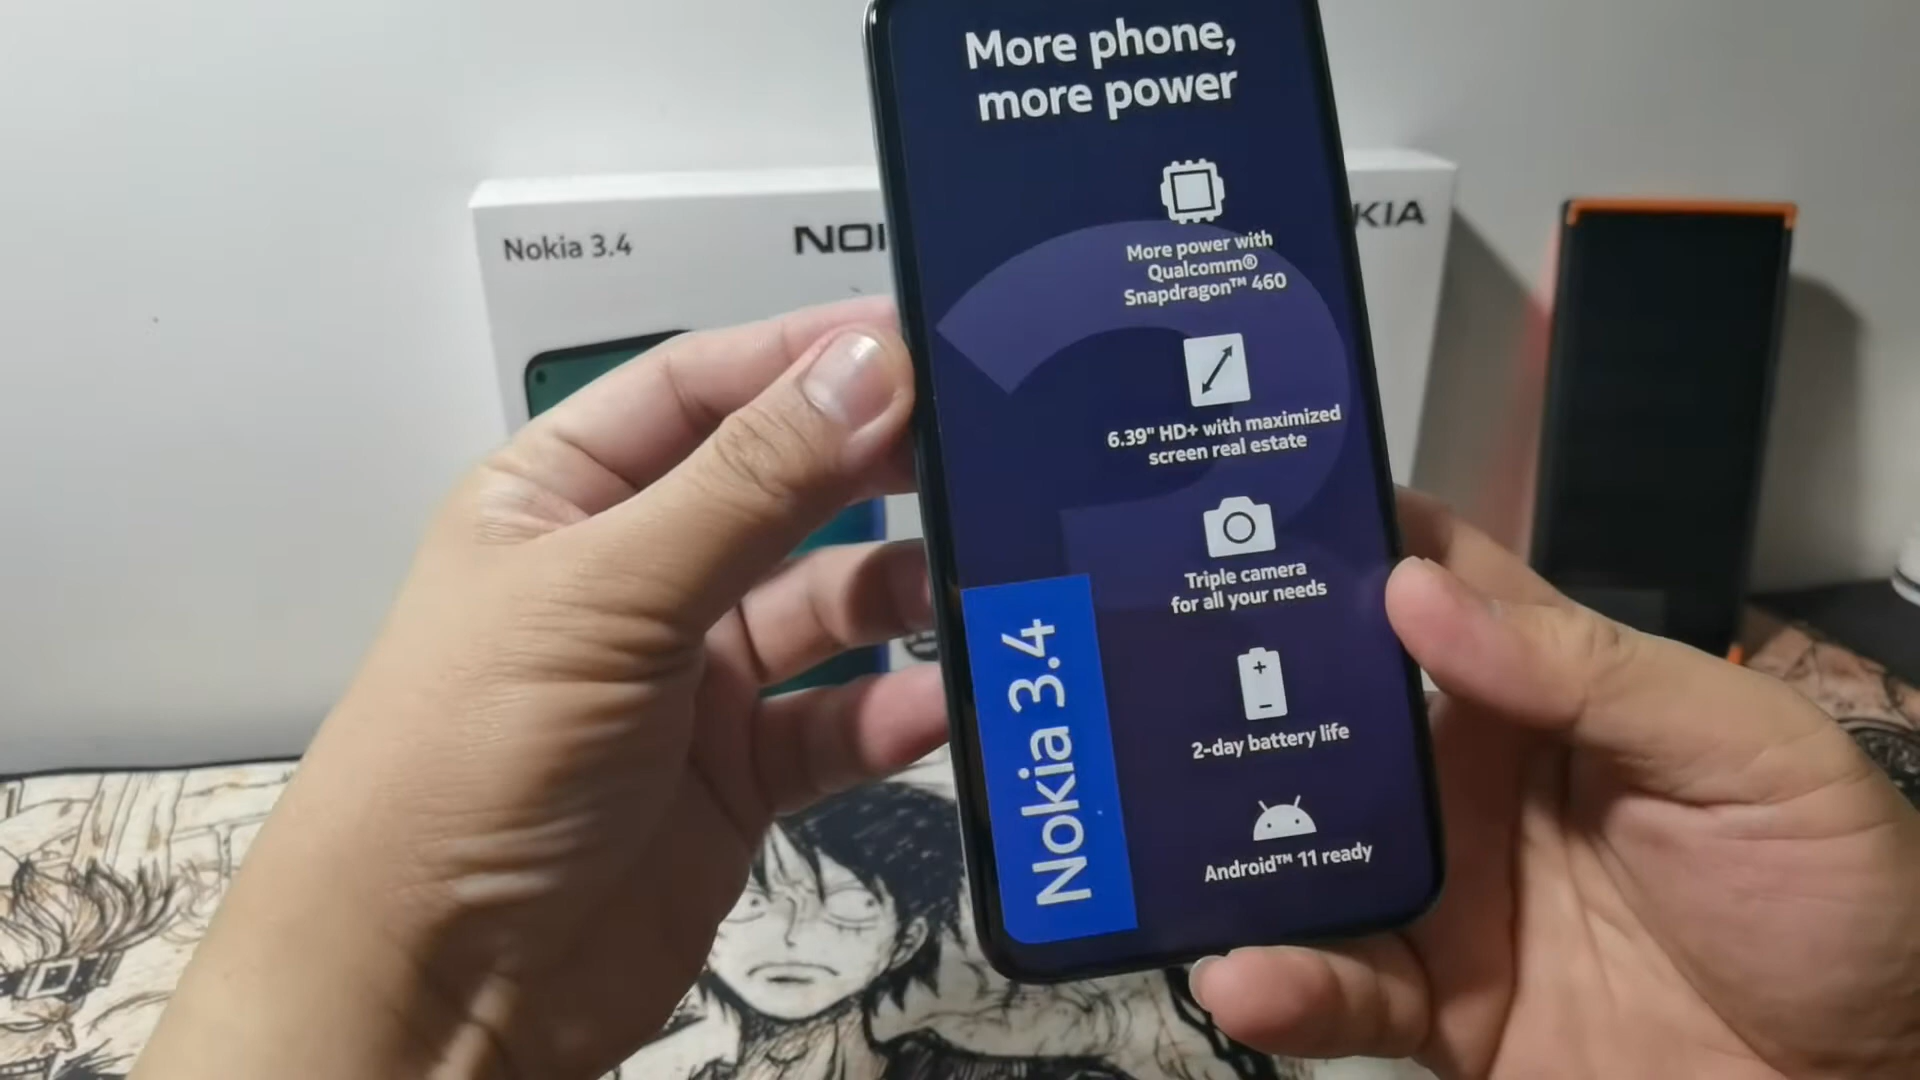 More phone,
more power
More power with
Qualcomm®
Snapdragon™ 460
6.39" HD+ with maximized
screen real estate
Triple camera
for all your needs
2-day battery life
Android™ 11 ready
Nokia 3.4
Nokia 3.4
NOI
KIA